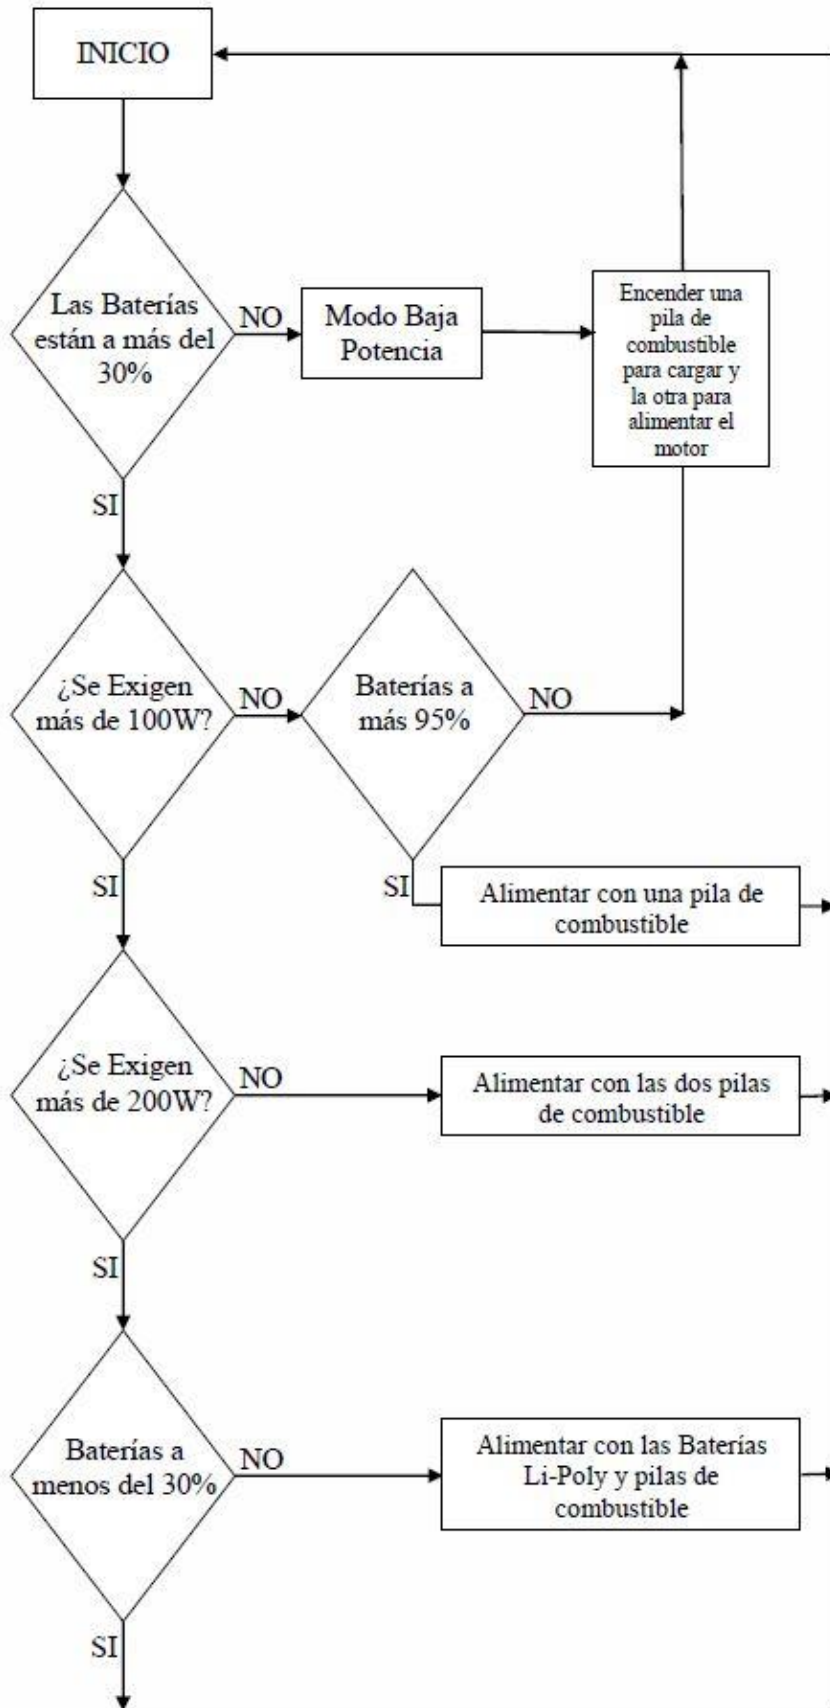 INICIO
Las Baterías
están a más del
30%
NO
Modo Baja
Potencia
Encender una
pila de
combustible
para cargar y
la otra para
alimentar el
motor
SI
¿Se Exigen
más de 100W?
NO
Baterías a
más 95%
NO
SI
SI
Alimentar con una pila de
combustible
¿Se Exigen
más de 200W?
NO
Alimentar con las dos pilas
de combustible
SI
Baterías a
menos del 30%
NO
Alimentar con las Baterías
Li-Poly y pilas de
combustible
SI